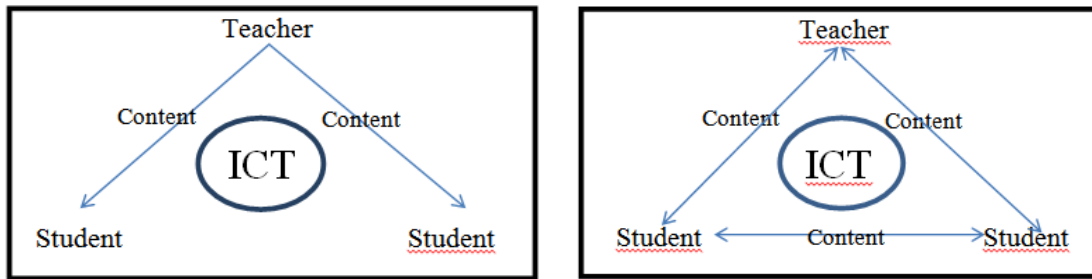 Teacher
Content Content
ICT
Student Student
Teacher
Content Content
ICT
Student Content Student